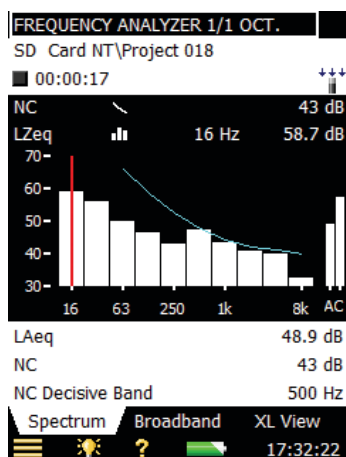 FREQUENCY ANALYZER 1/1 OCT.
SD Card NT\Project 018
00:00:17
NC 43 dB
LZeq 16 Hz 58.7 dB
70
60
50
40
30
16 63 250 1k 8k AC
LAeq 48.9 dB
NC 43 dB
NC Decisive Band 500 Hz
Spectrum Broadband XL View
? 17:32:22